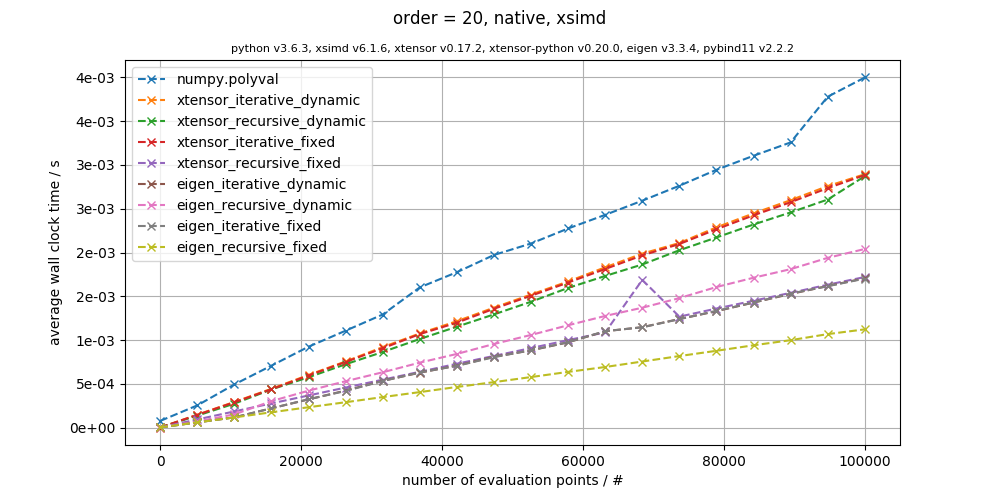 order = 20, native, xsimd
python v3.6.3, xsimd v6.1.6, xtensor v0.17.2, xtensor-python v0.20.0, eigen v3.3.4, pybind11 v2.2.2
numpy.polyval
xtensor_iterative_dynamic
xtensor_recursive_dynamic
xtensor_iterative_fixed
xtensor_recursive_fixed
eigen_iterative_dynamic
eigen_recursive_dynamic
eigen_iterative_fixed
eigen_recursive_fixed
average wall clock time / s
4e-03
4e-03
3e-03
3e-03
2e-03
2e-03
1e-03
5e-04
0e+00
0 20000 40000 60000 80000 100000
number of evaluation points / #